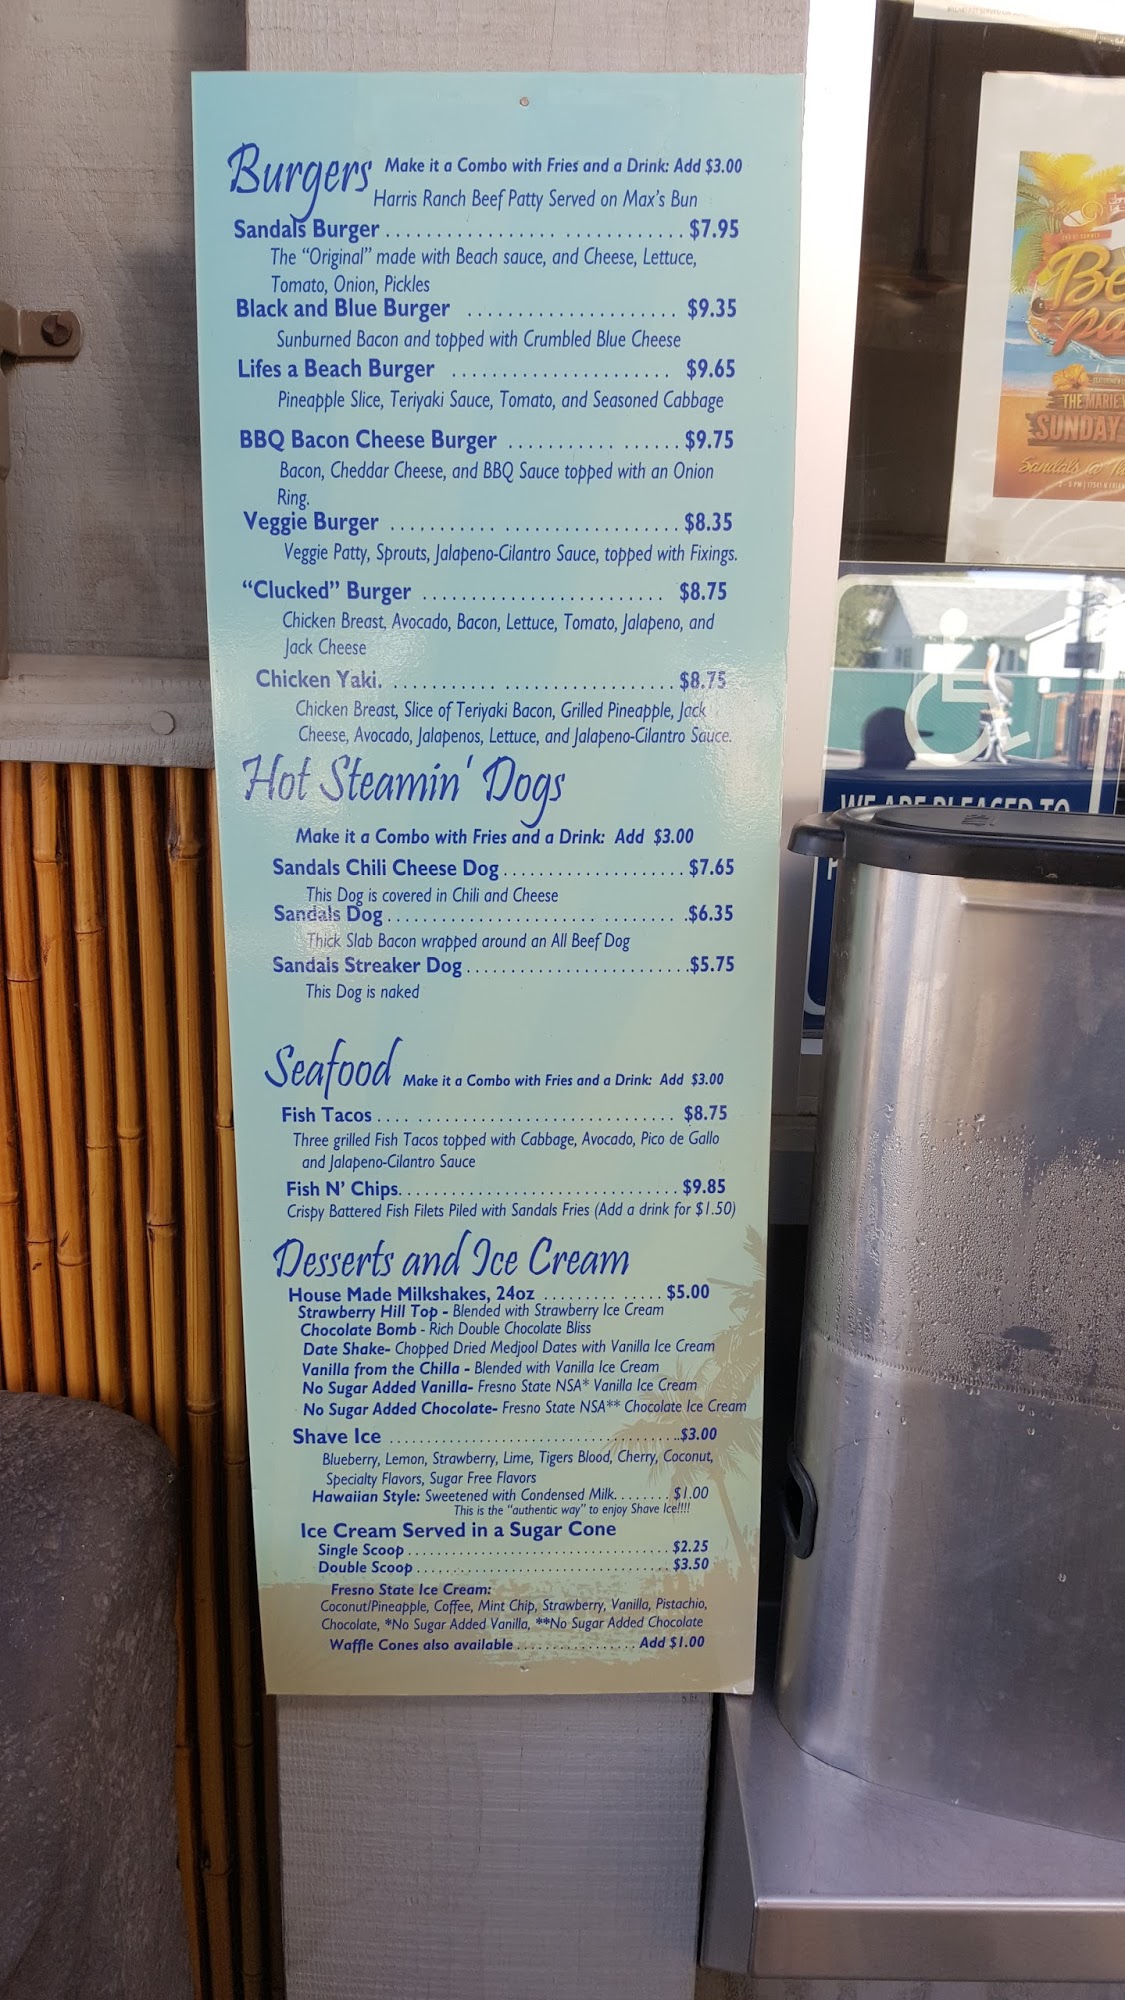 Burgers Make it a Combo with Fries and a Drink: Add $3.00
Harris Ranch Beef Patty Served on Max's Bun
Sandals Burger . . . . . . . . . . . . . . . . . . . . . . . . . . . . $7.95
The "Original" made with Beach sauce, and Cheese, Lettuce,
Tomato, Onion, Pickles
Black and Blue Burger . . . . . . . . . . . . . . . . . . . . . $9.35
Sunburned Bacon and topped with Crumbled Blue Cheese
Lifes a Beach Burger . . . . . . . . . . . . . . . . . . . . . . $9.65
Pineapple Slice, Teriyaki Sauce, Tomato, and Seasoned Cabbage
BBQ Bacon Cheese Burger . . . . . . . . . . . . . . . . . $9.75
Bacon, Cheddar Cheese, and BBQ Sauce topped with an Onion
Ring.
Veggie Burger . . . . . . . . . . . . . . . . . . . . . . . . . . . . $8.35
Veggie Patty, Sprouts, Jalapeno-Cilantro Sauce, topped with Fixings.
"Clucked" Burger . . . . . . . . . . . . . . . . . . . . . . . . $8.75
Chicken Breast, Avocado, Bacon, Lettuce, Tomato, Jalapeno, and
Jack Cheese
Chicken Yaki. . . . . . . . . . . . . . . . . . . . . . . . . . . . . $8.75
Chicken Breast, Slice of Teriyaki Bacon, Grilled Pineapple, Jack
Cheese, Avocado, Jalapenos, Lettuce, and Jalapeno-Cilantro Sauce.
Hot Steamin' Dogs
Make it a Combo with Fries and a Drink: Add $3.00
Sandals Chili Cheese Dog . . . . . . . . . . . . . . . . . . . $7.65
This Dog is covered in Chili and Cheese
Sandals Dog . . . . . . . . . . . . . . . . . . . . . . . . . . . . . .$6.35
Thick Slab Bacon wrapped around an All Beef Dog
Sandals Streaker Dog . . . . . . . . . . . . . . . . . . . . . . .$5.75
This Dog is naked
Seafood Make it a Combo with Fries and a Drink: Add $3.00
Fish Tacos . . . . . . . . . . . . . . . . . . . . . . . . . . . . . . $8.75
Three grilled Fish Tacos topped with Cabbage, Avocado, Pico de Gallo
and Jalapeno-Cilantro Sauce
Fish N' Chips. . . . . . . . . . . . . . . . . . . . . . . . . . . . . $9.85
Crispy Battered Fish Filets Piled with Sandals Fries (Add a drink for $1.50)
Desserts and Ice Cream
House Made Milkshakes, 24oz . . . . . . . . . . . . . . $5.00
Strawberry Hill Top - Blended with Strawberry Ice Cream
Chocolate Bomb - Rich Double Chocolate Bliss
Date Shake- Chopped Dried Medjool Dates with Vanilla Ice Cream
Vanilla from the Chilla - Blended with Vanilla Ice Cream
No Sugar Added Vanilla- Fresno State NSA* Vanilla Ice Cream
No Sugar Added Chocolate- Fresno State NSA** Chocolate Ice Cream
Shave Ice . . . . . . . . . . . . . . . . . . . . . . . . . . . . . . . . . . .$3.00
Blueberry, Lemon, Strawberry, Lime, Tigers Blood, Cherry, Coconut,
Specialty Flavors, Sugar Free Flavors
Hawaiian Style: Sweetened with Condensed Milk. . . . . . . . $1.00
This is the "authentic way" to enjoy Shave Ice!!!!
Ice Cream Served in a Sugar Cone
Single Scoop . . . . . . . . . . . . . . . . . . . . . . . . . . . . . . . . . . $2.25
Double Scoop . . . . . . . . . . . . . . . . . . . . . . . . . . . . . . . . . $3.50
Fresno State Ice Cream:
Coconut/Pineapple, Coffee, Mint Chip, Strawberry, Vanilla, Pistachio,
Chocolate, *No Sugar Added Vanilla, **No Sugar Added Chocolate
Waffle Cones also available . . . . . . . . . . . . . . . . . Add $1.00
THE MARIE
SUNDAY
WE ARE PLEASED TO